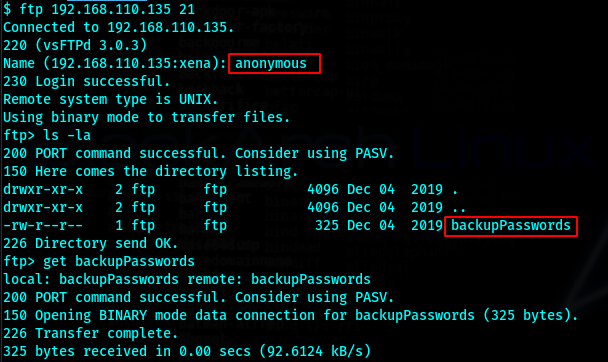 $ ftp 192.168.110.135 21
Connected to 192.168.110.135.
220 (vsFTPd 3.0.3)
Name (192.168.110.135:xena): anonymous
230 Login successful.
Remote system type is UNIX.
Using binary mode to transfer files.
ftp> ls -la
200 PORT command successful. Consider using PASV.
150 Here comes the directory listing.
drwxr-xr-x    2 ftp      ftp          4096 Dec 04  2019 .
drwxr-xr-x    2 ftp      ftp          4096 Dec 04  2019 ..
-rw-r--r--    1 ftp      ftp           325 Dec 04  2019 backupPasswords
226 Directory send OK.
ftp> get backupPasswords
local: backupPasswords remote: backupPasswords
200 PORT command successful. Consider using PASV.
150 Opening BINARY mode data connection for backupPasswords (325 bytes).
226 Transfer complete.
325 bytes received in 0.00 secs (92.6124 kB/s)